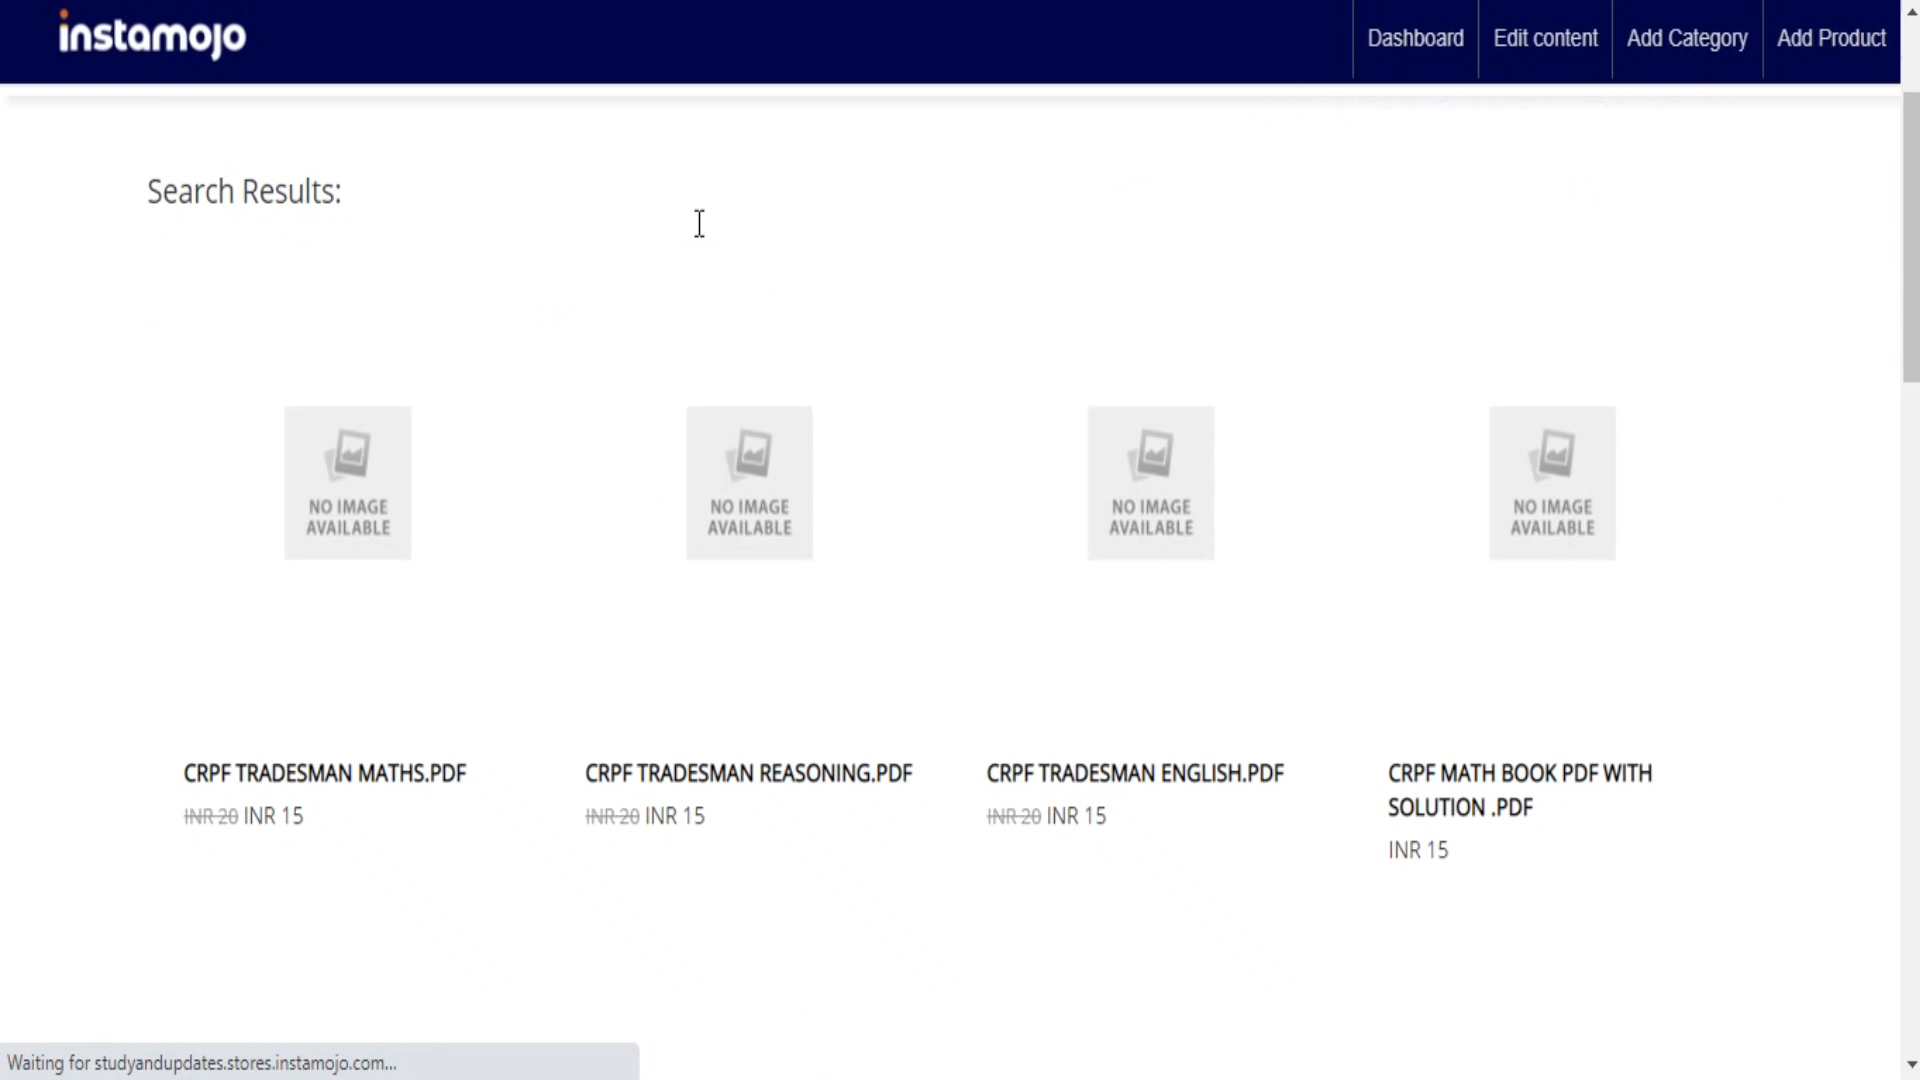 instamojo
Dashboard
Edit content
Add Category
Add Product
Search Results:
NO IMAGE
AVAILABLE
NO IMAGE
AVAILABLE
NO IMAGE
AVAILABLE
NO IMAGE
AVAILABLE
CRPF TRADESMAN MATHS.PDF
INR 20 INR 15
CRPF TRADESMAN REASONING.PDF
INR 20 INR 15
CRPF TRADESMAN ENGLISH.PDF
INR 20 INR 15
CRPF MATH BOOK PDF WITH
SOLUTION .PDF
INR 15
Waiting for studyandupdates.stores.instamojo.com...